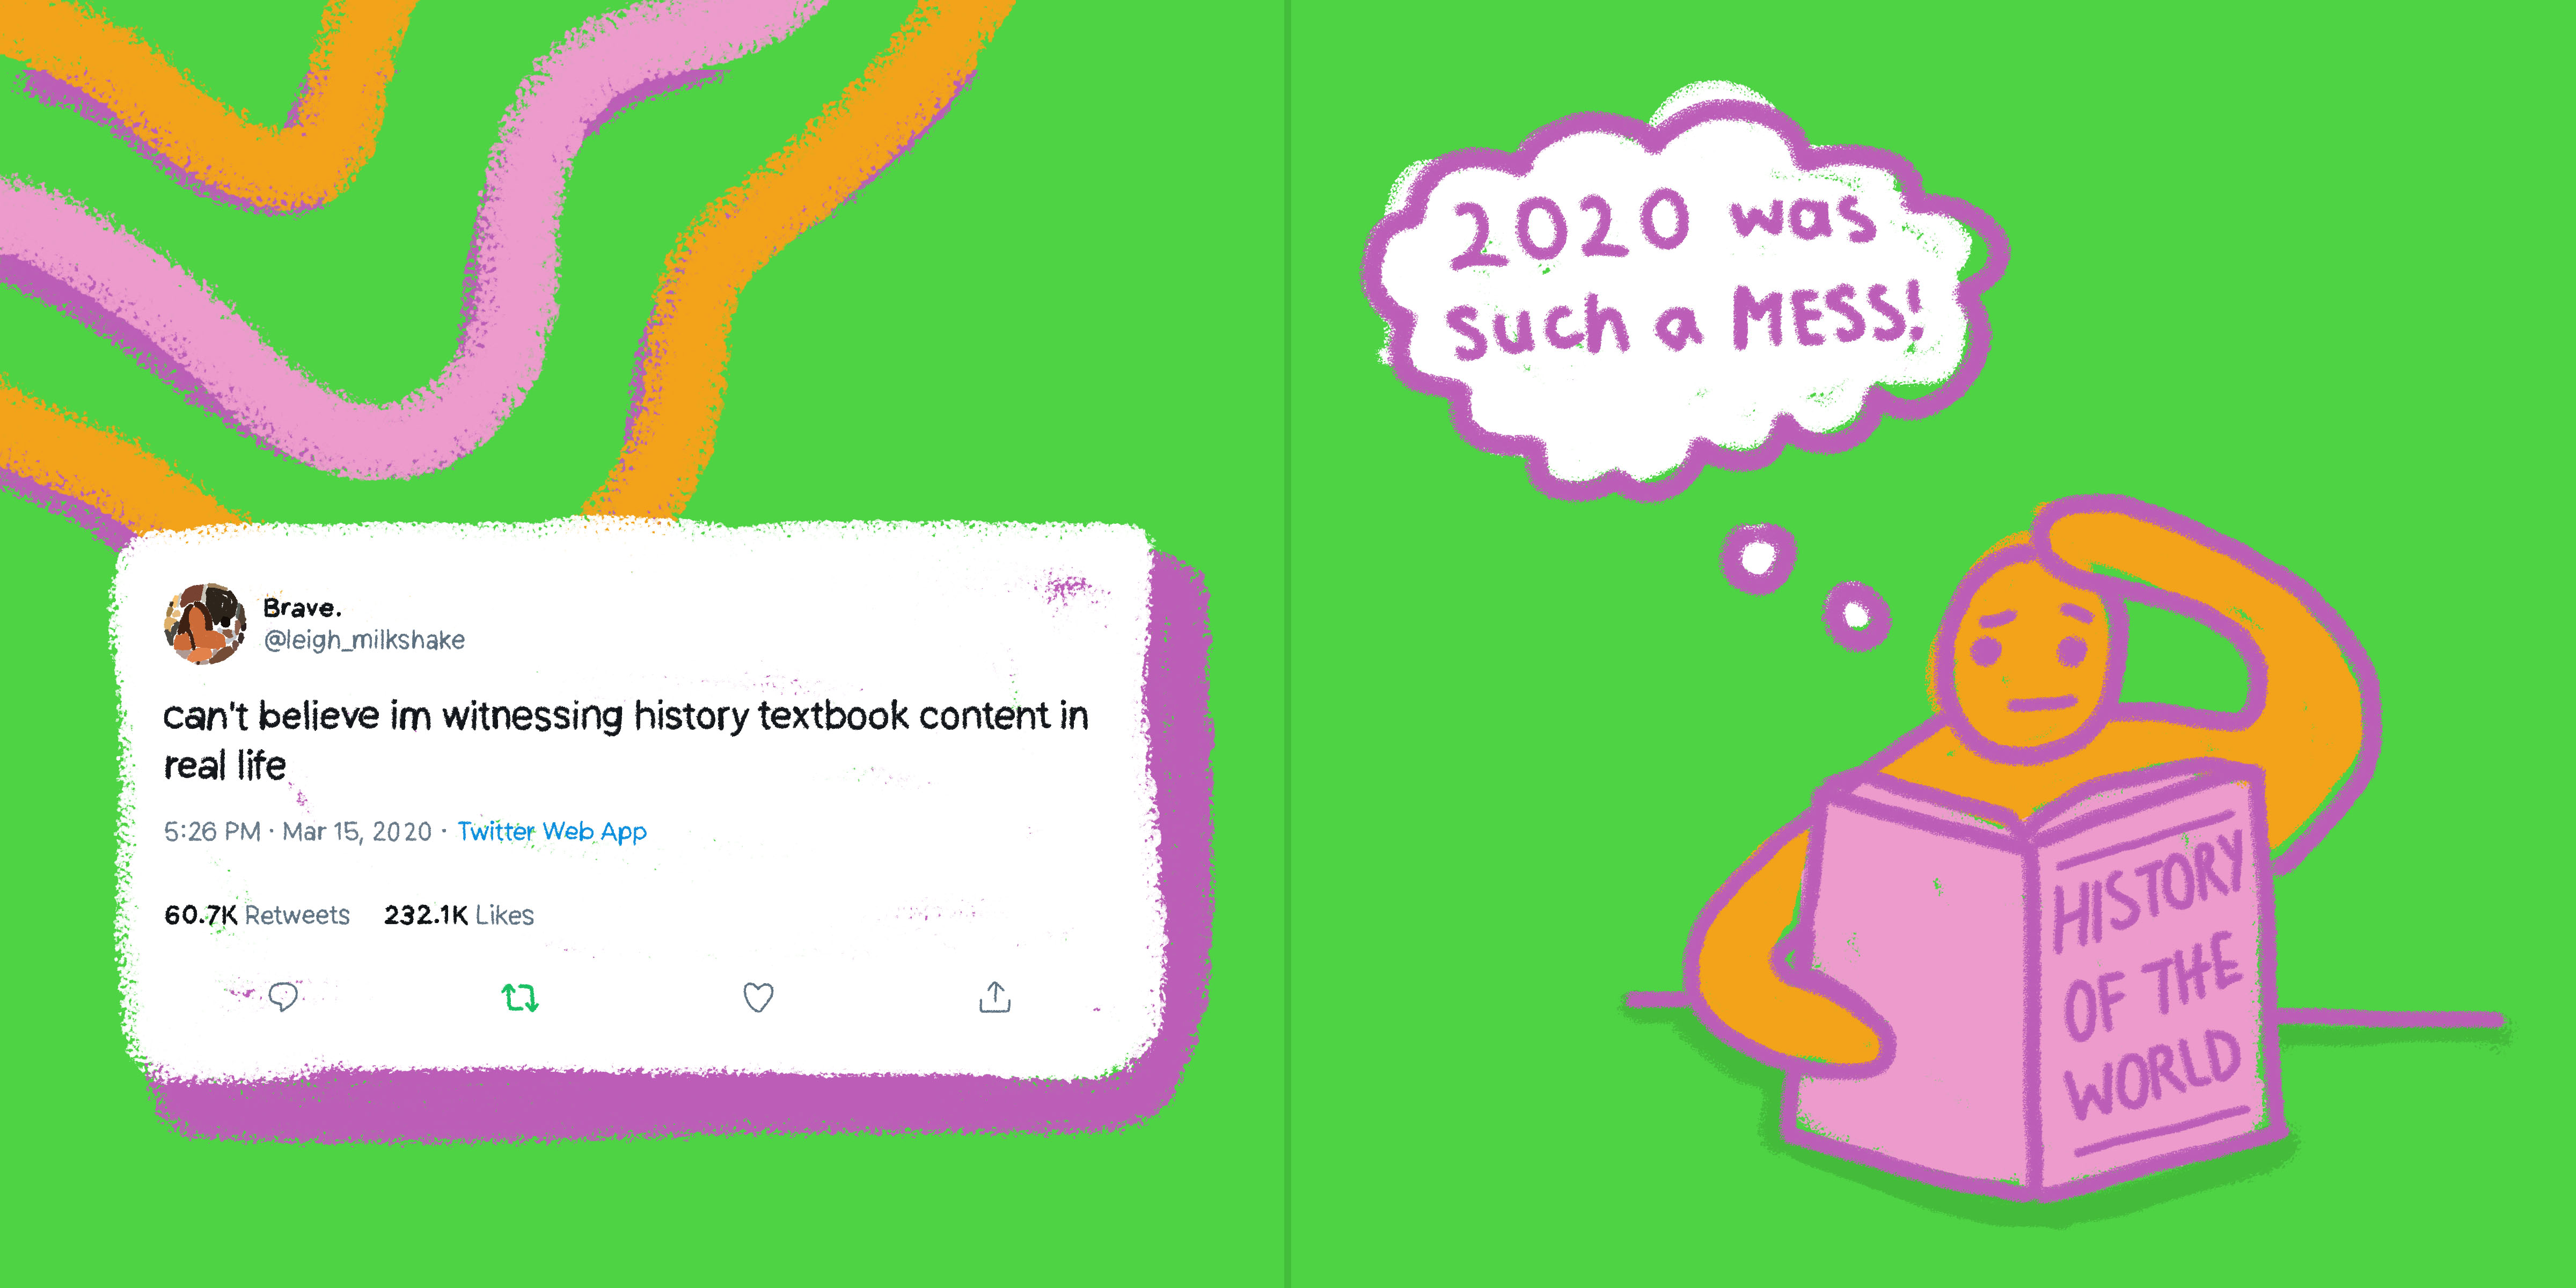 Brave.
@leigh_milkshake
can't believe im witnessing history textbook content in
real life
5:26 PM · Mar 15, 2020 · Twitter Web App
60.7K Retweets 232.1K Likes
2020 was
such a MESS!
HISTORY
OF THE
WORLD